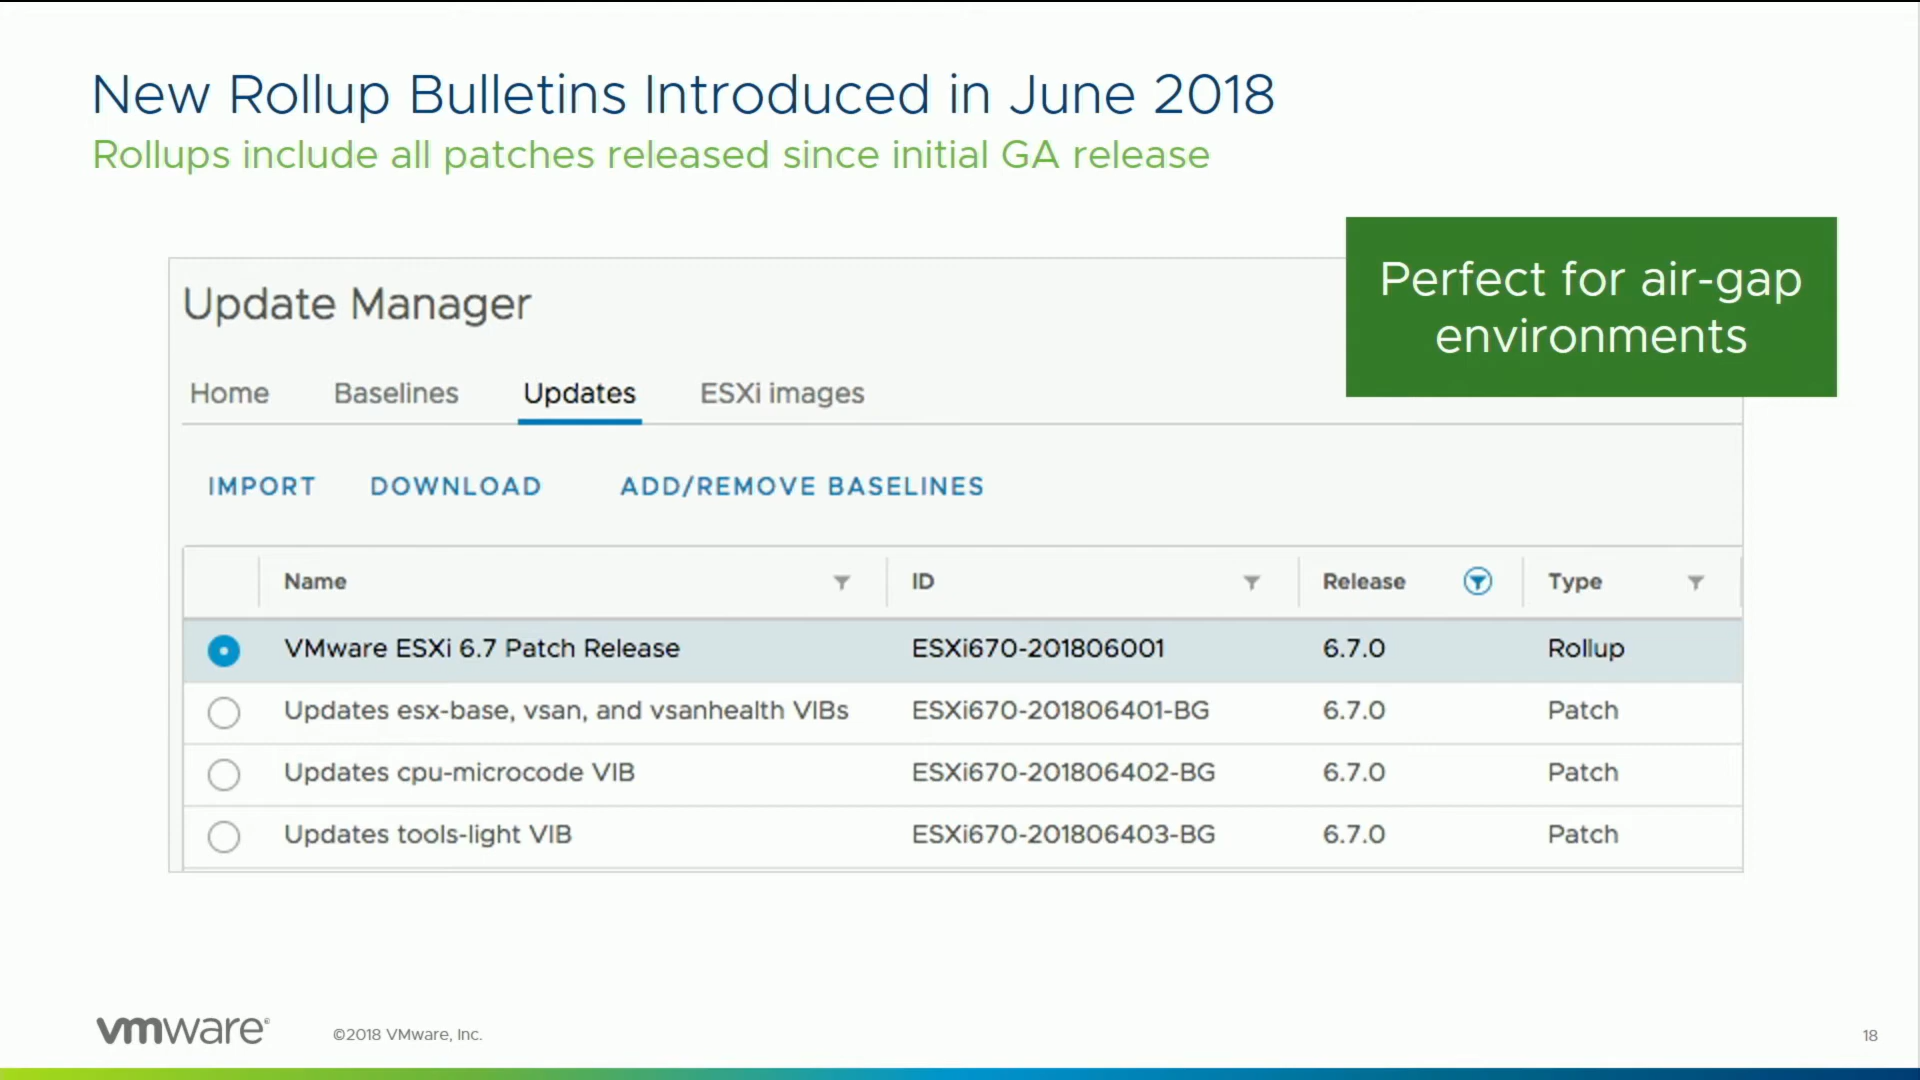 New Rollup Bulletins Introduced in June 2018
Rollups include all patches released since initial GA release
Perfect for air-gap
environments
Update Manager
Home Baselines Updates ESXi images
IMPORT DOWNLOAD ADD/REMOVE BASELINES
Name ID Release Type
VMware ESXi 6.7 Patch Release ESXi670-201806001 6.7.0 Rollup
Updates esx-base, vsan, and vsanhealth VIBs ESXi670-201806401-BG 6.7.0 Patch
Updates cpu-microcode VIB ESXi670-201806402-BG 6.7.0 Patch
Updates tools-light VIB ESXi670-201806403-BG 6.7.0 Patch
vmware® ©2018 VMware, Inc. 18